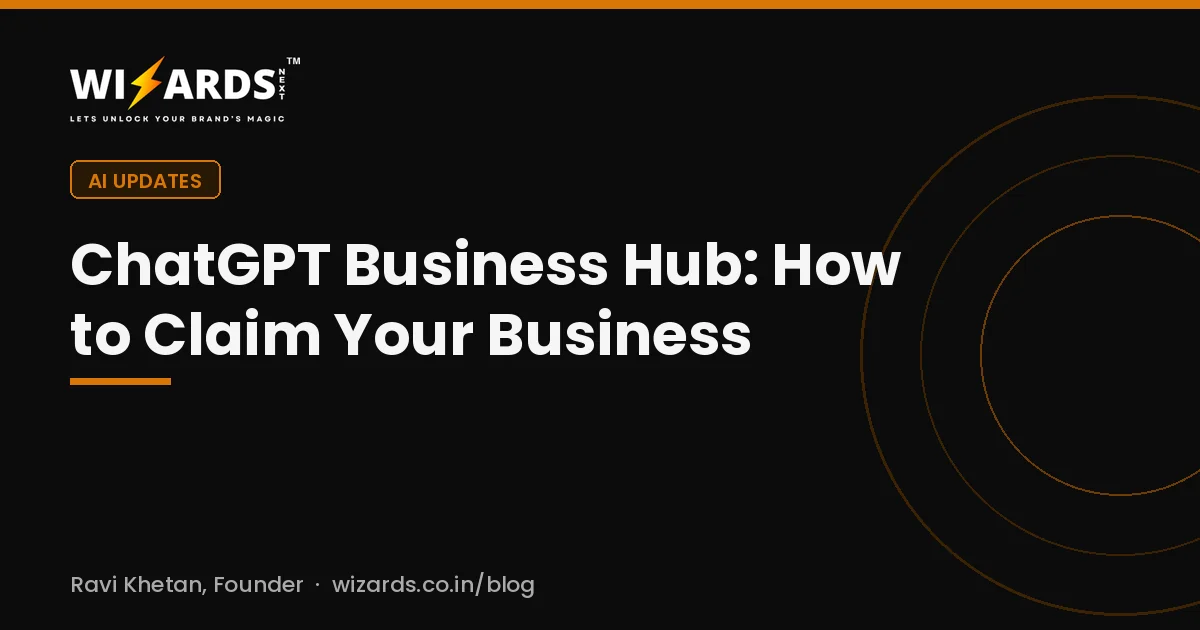 WIZARDS NEXT TM
LETS UNLOCK YOUR BRAND'S MAGIC
AI UPDATES
ChatGPT Business Hub: How
to Claim Your Business
Ravi Khetan, Founder · wizards.co.in/blog